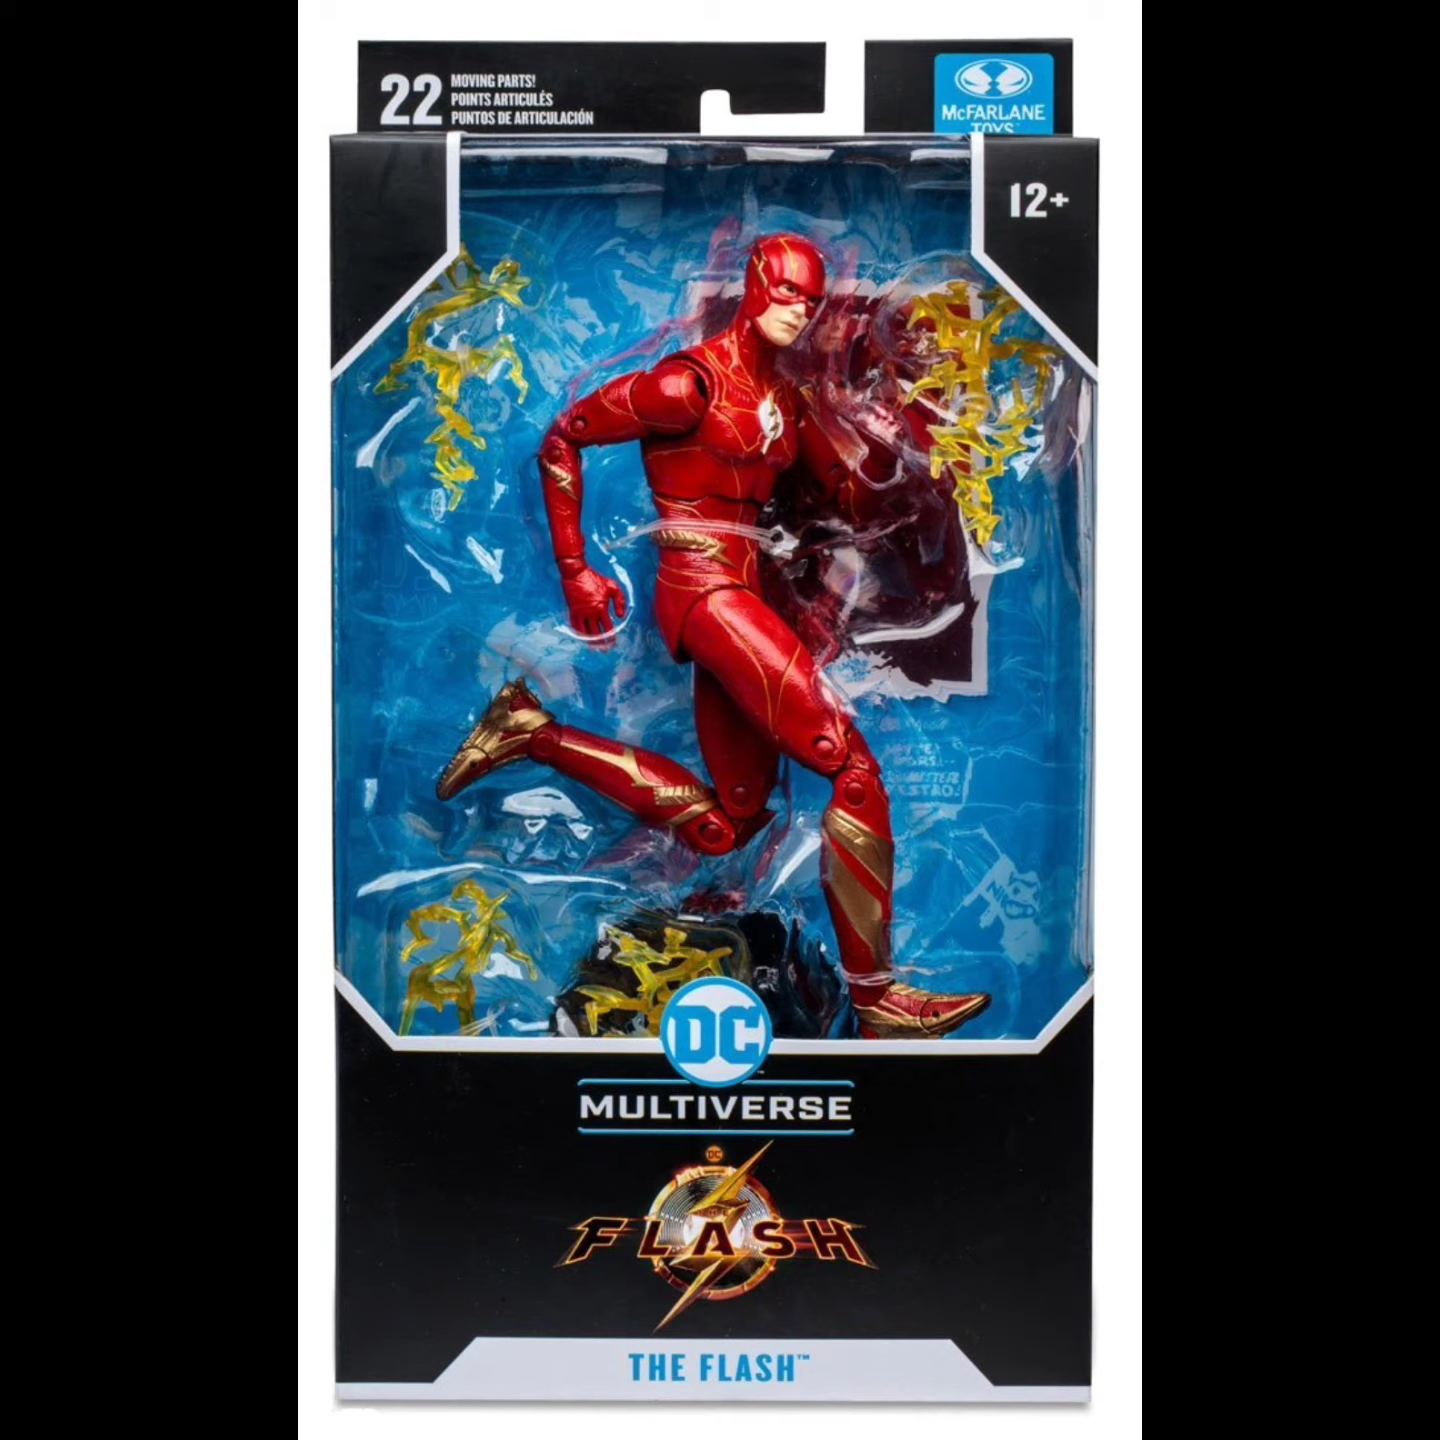 22 MOVING PARTS!
POINTS ARTICULÉS
PUNTOS DE ARTICULACIÓN
McFARLANE
TOYS
12+
DC
MULTIVERSE
DC
FLASH
THE FLASH™